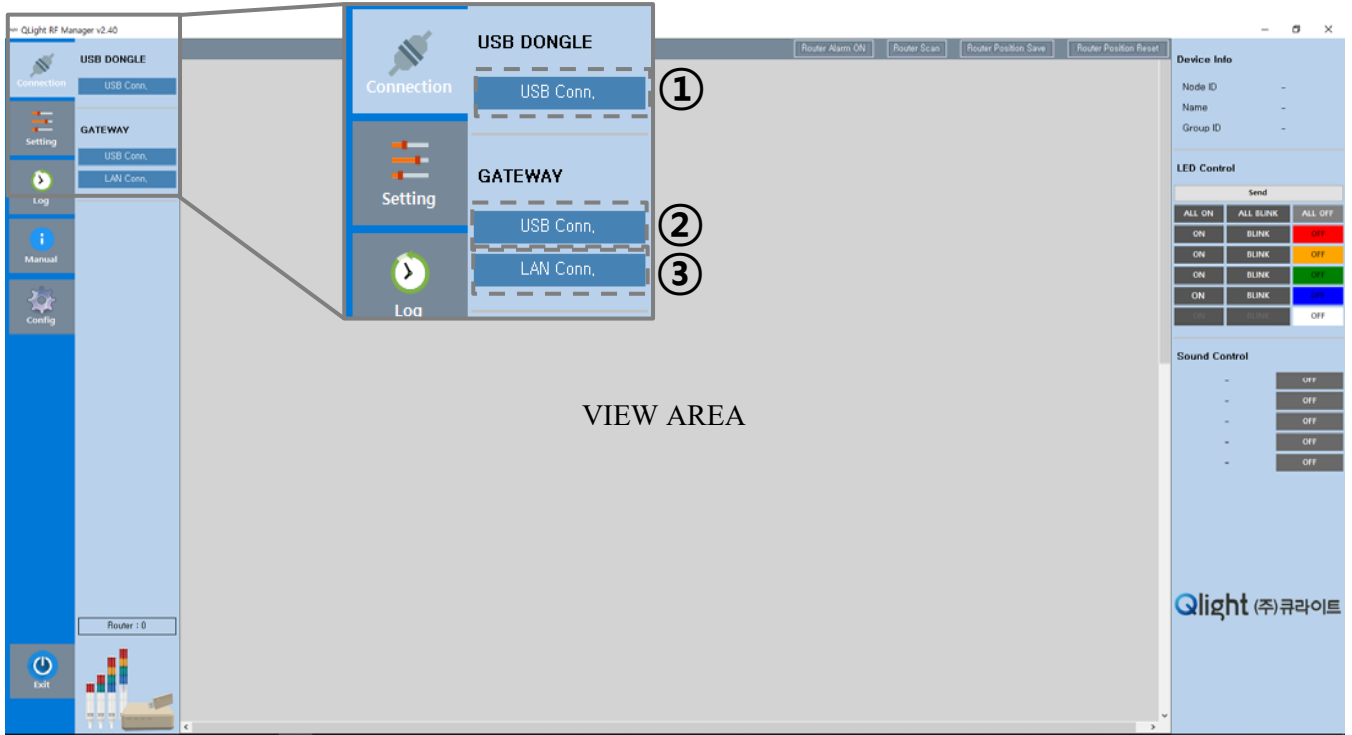 QLight RF Manager v2.40
Connection
Setting
Log
Manual
Config
Exit
USB DONGLE
USB Conn,
GATEWAY
USB Conn,
LAN Conn,
Router : 0
Connection
Setting
Log
USB DONGLE
USB Conn,
①
GATEWAY
USB Conn,
②
LAN Conn,
③
Router Alarm ON Router Scan Router Position Save Router Position Reset
VIEW AREA
Device Info
Node ID -
Name -
Group ID -
LED Control
Send
ALL ON ALL BLINK ALL OFF
ON BLINK OFF
ON BLINK OFF
ON BLINK OFF
ON BLINK OFF
ON BLINK OFF
Sound Control
- OFF
- OFF
- OFF
- OFF
- OFF
Qlight (주)큐라이트